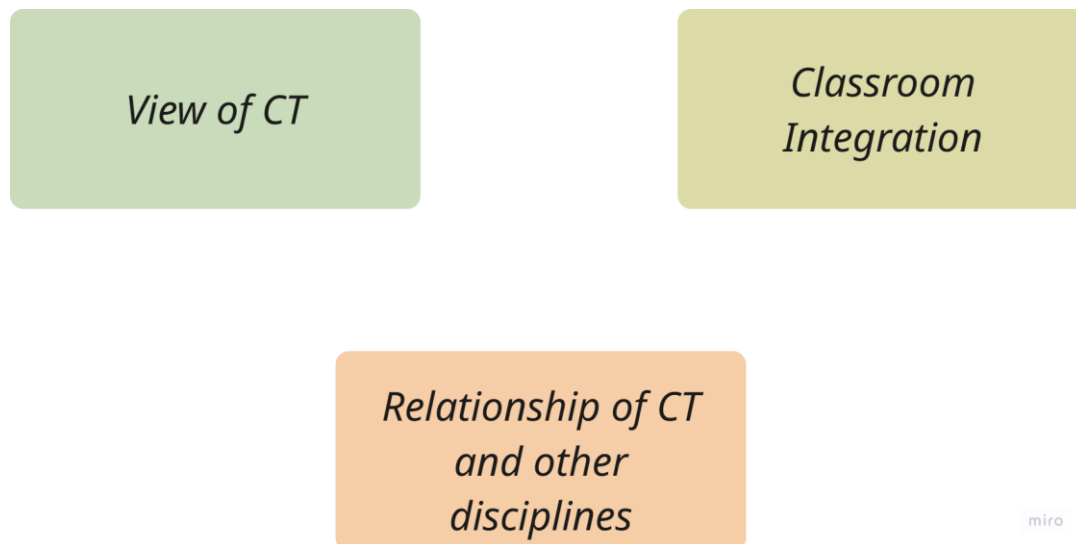 View of CT
Classroom
Integration
Relationship of CT
and other
disciplines
miro